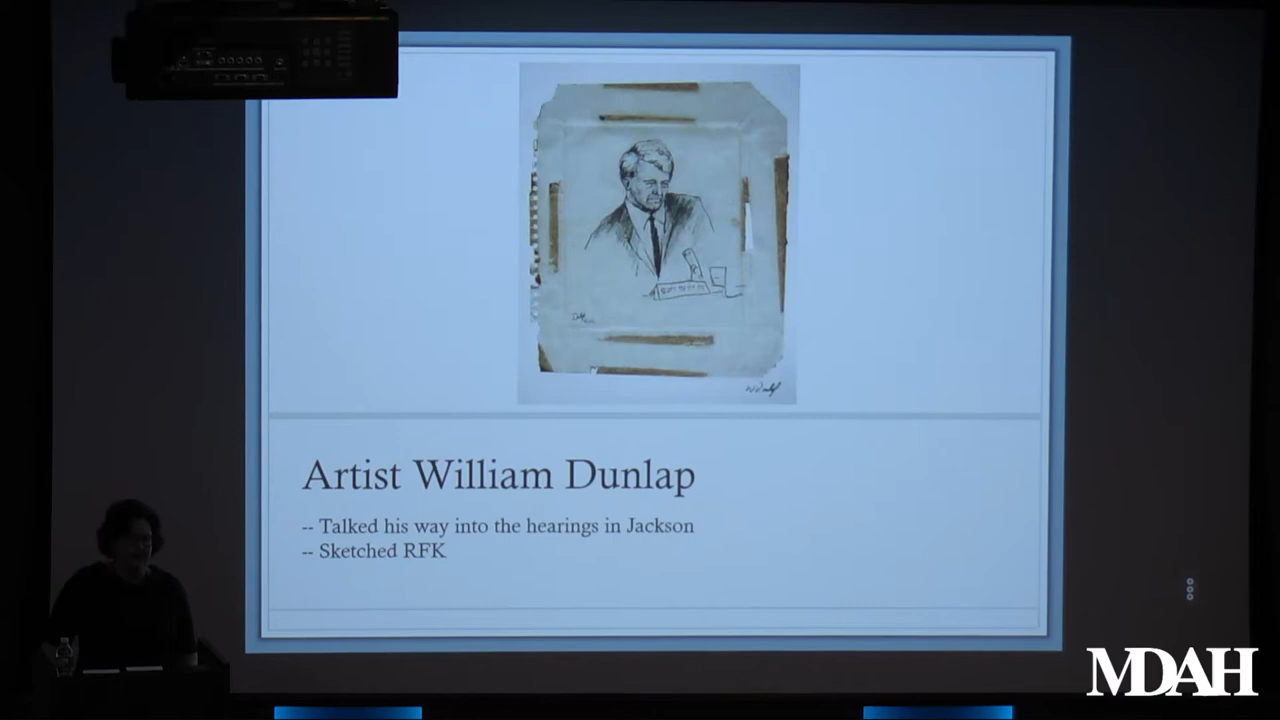 Artist William Dunlap
-- Talked his way into the hearings in Jackson
-- Sketched RFK
MDAH